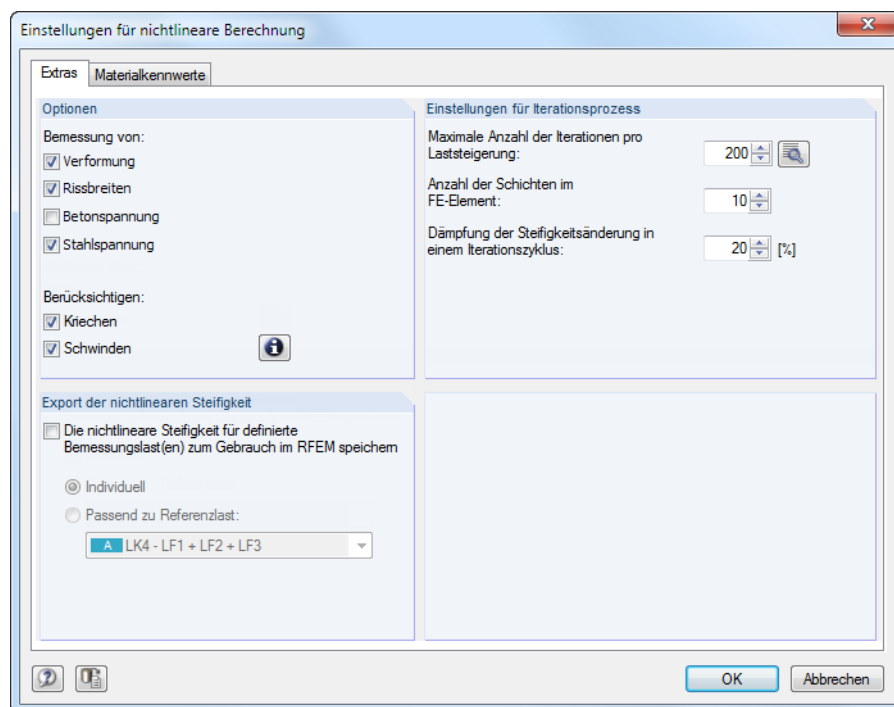 Einstellungen für nichtlineare Berechnung
Extras
Materialkennwerte
Optionen
Bemessung von:
Verformung
Rissbreiten
Betonspannung
Stahlspannung
Berücksichtigen:
Kriechen
Schwinden
Einstellungen für Iterationsprozess
Maximale Anzahl der Iterationen pro
Laststeigerung:
200
Anzahl der Schichten im
FE-Element:
10
Dämpfung der Steifigkeitsänderung in
einem Iterationszyklus:
20 [%]
Export der nichtlinearen Steifigkeit
Die nichtlineare Steifigkeit für definierte
Bemessungslast(en) zum Gebrauch im RFEM speichern
Individuell
Passend zu Referenzlast:
A LK4 - LF1 + LF2 + LF3
OK
Abbrechen